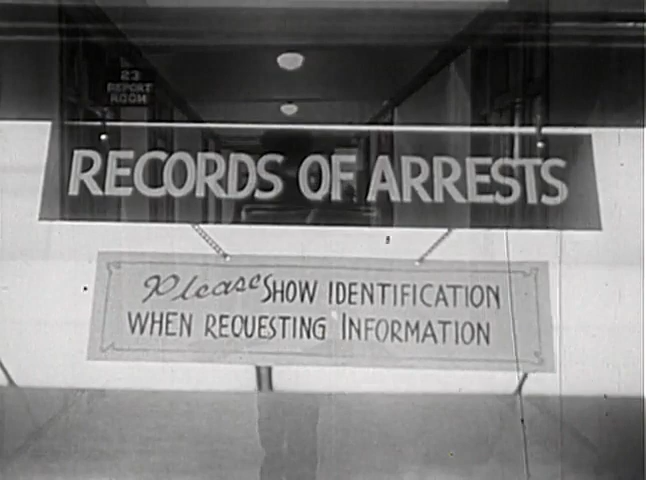 23
REPORT
ROOM
RECORDS OF ARRESTS
Please SHOW IDENTIFICATION
WHEN REQUESTING INFORMATION